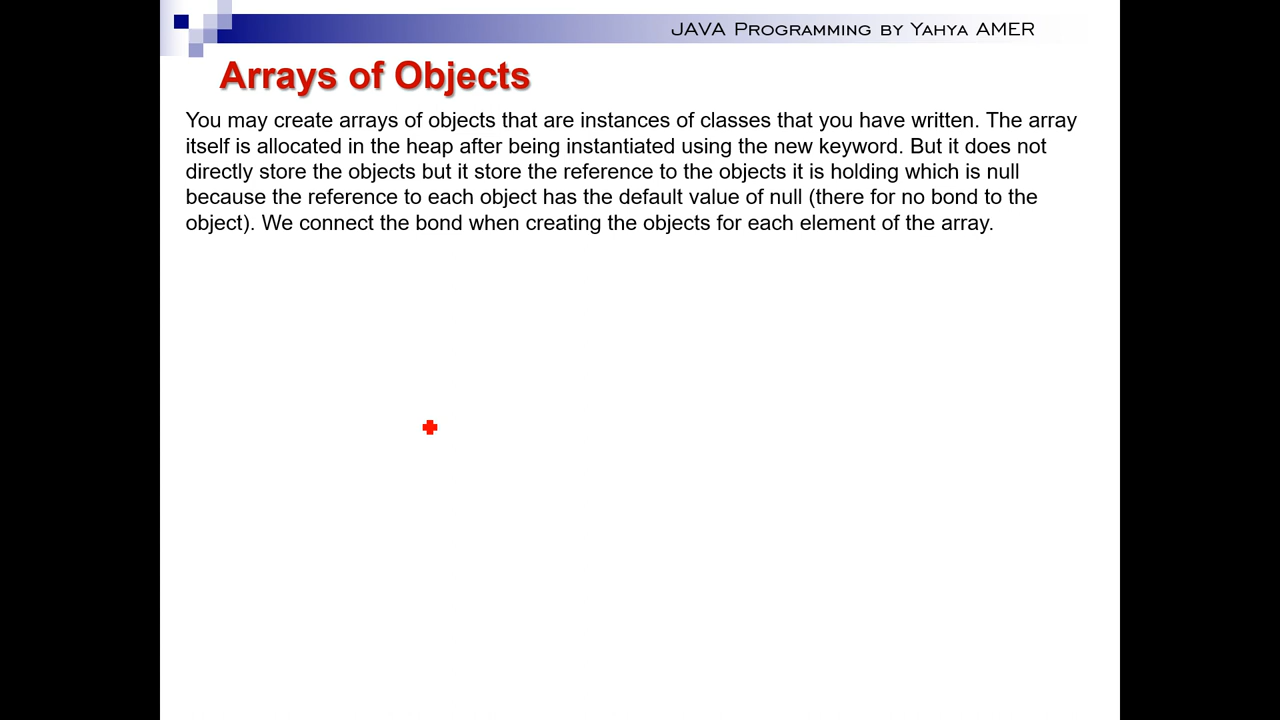 JAVA Programming by Yahya AMER
Arrays of Objects
You may create arrays of objects that are instances of classes that you have written. The array
itself is allocated in the heap after being instantiated using the new keyword. But it does not
directly store the objects but it store the reference to the objects it is holding which is null
because the reference to each object has the default value of null (there for no bond to the
object). We connect the bond when creating the objects for each element of the array.